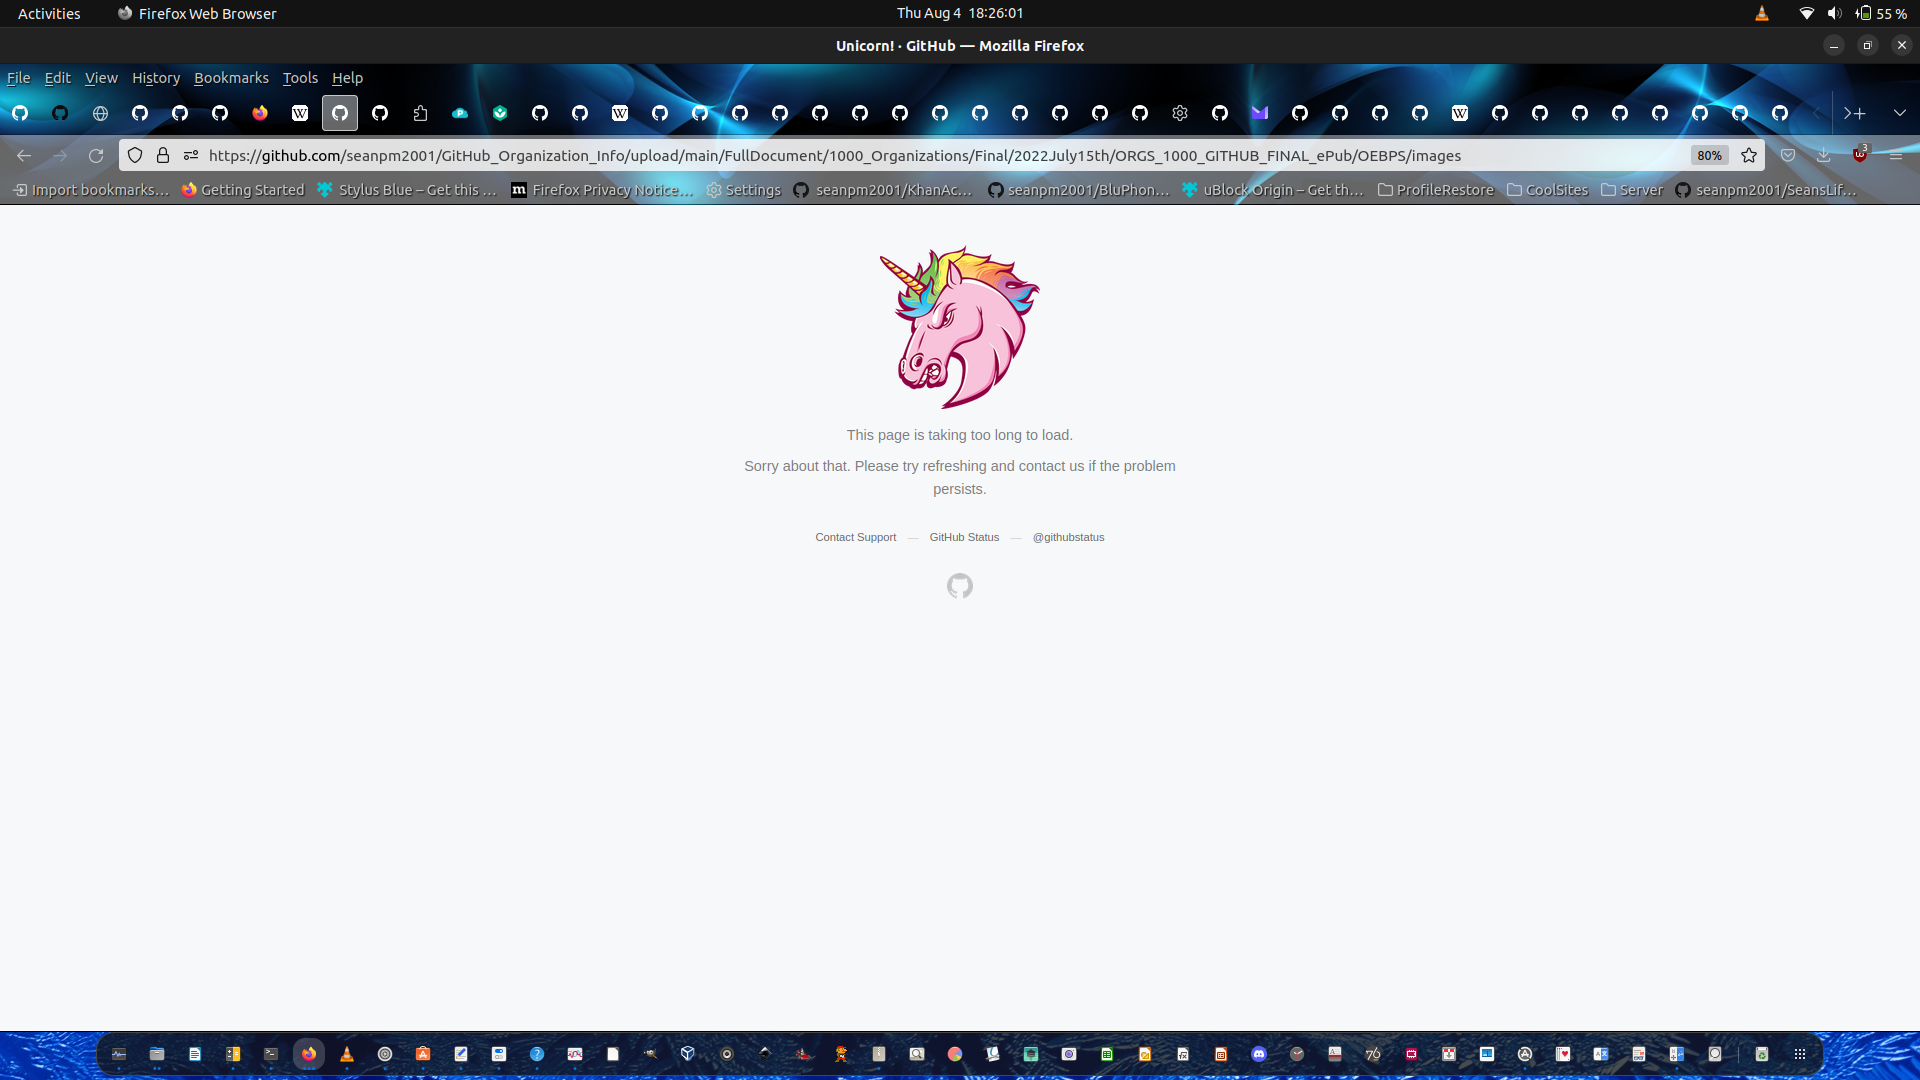 Activities Firefox Web Browser Thu Aug 4 18:26:01 55 %
Unicorn! · GitHub — Mozilla Firefox
File Edit View History Bookmarks Tools Help
https://github.com/seanpm2001/GitHub_Organization_Info/upload/main/FullDocument/1000_Organizations/Final/2022July15th/ORGS_1000_GITHUB_FINAL_ePub/OEBPS/images 80% 3
Import bookmarks… Getting Started Stylus Blue – Get this … Firefox Privacy Notice… Settings seanpm2001/KhanAc… seanpm2001/BluPhon… uBlock Origin – Get th… ProfileRestore CoolSites Server seanpm2001/SeansLif…
This page is taking too long to load.
Sorry about that. Please try refreshing and contact us if the problem
persists.
Contact Support — GitHub Status — @githubstatus